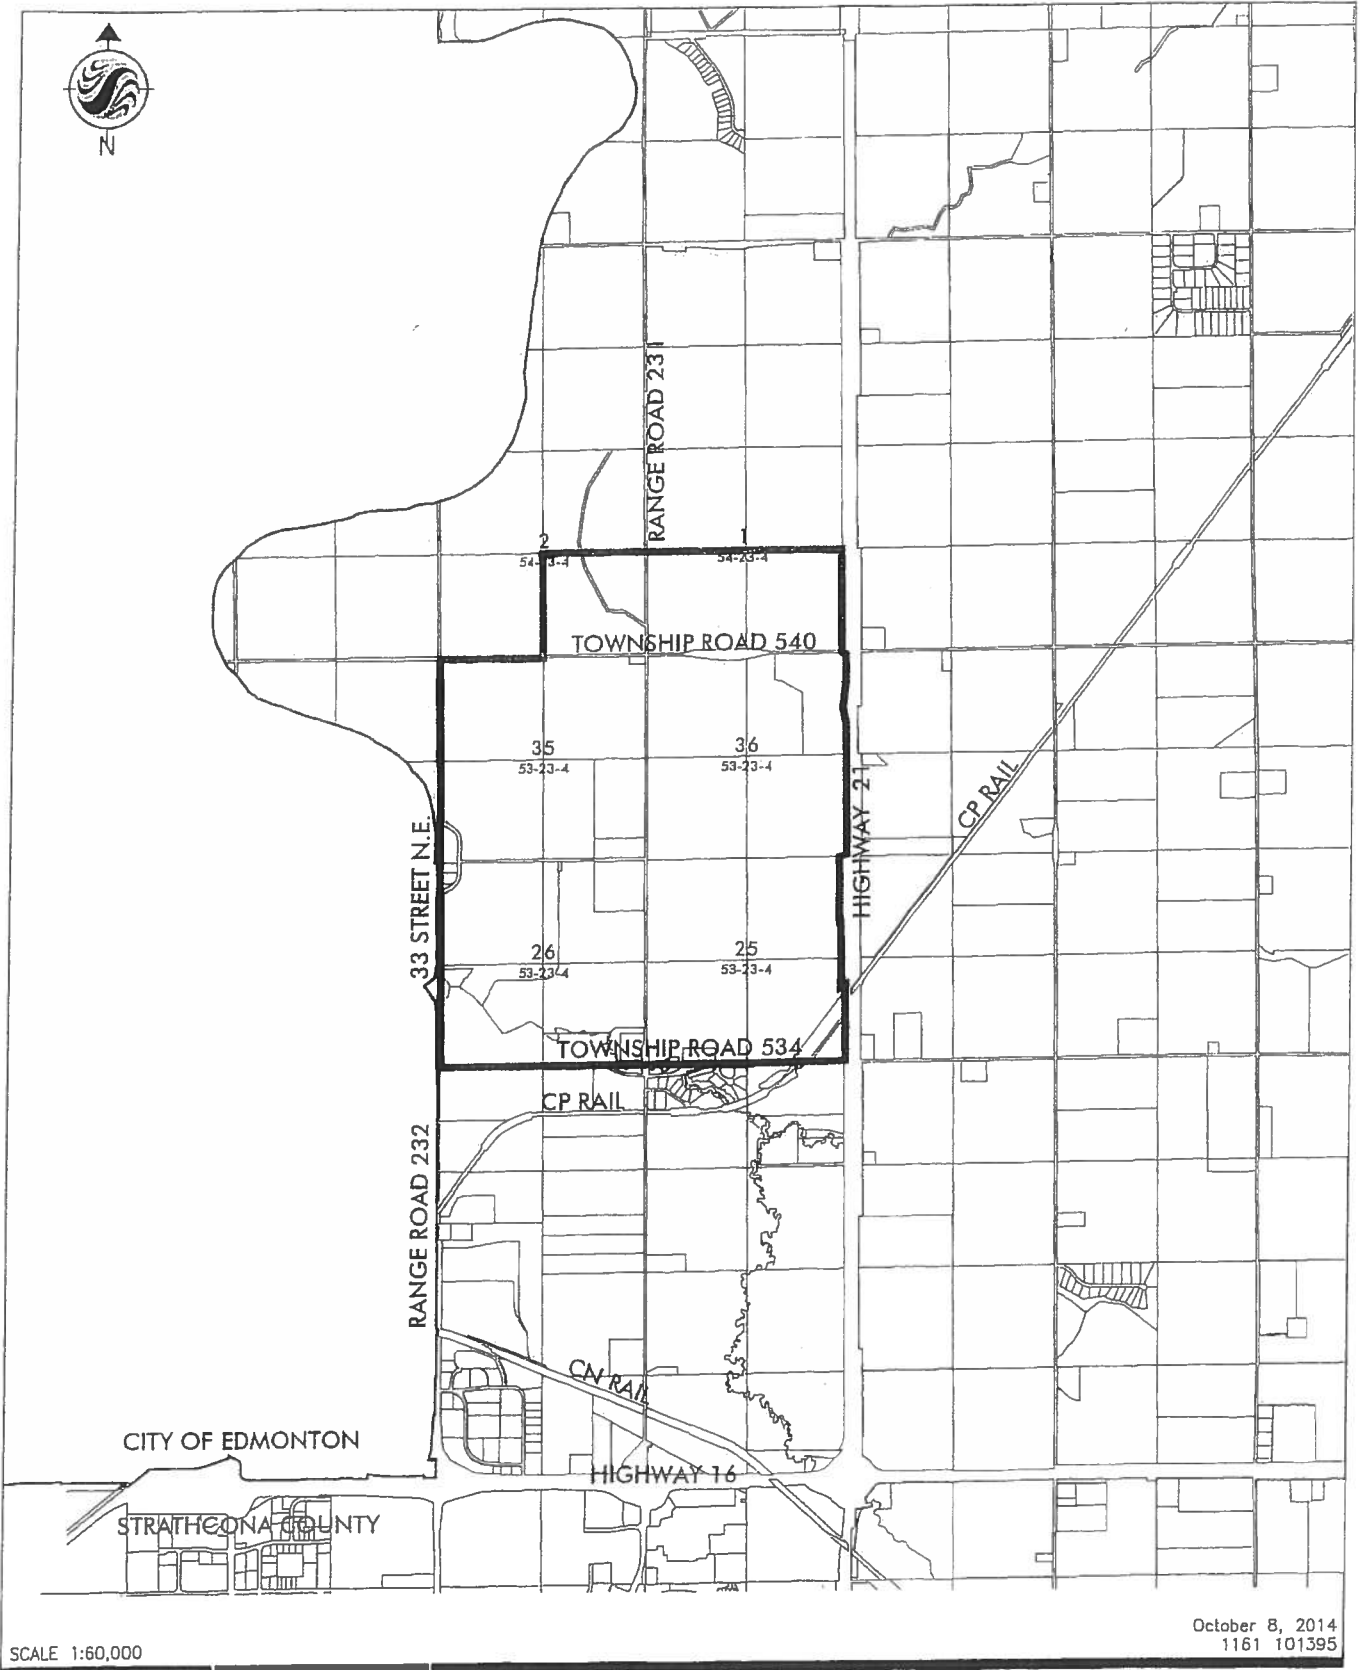 N
RANGE ROAD 231
2
54-23-4
1
54-23-4
TOWNSHIP ROAD 540
35
53-23-4
36
53-23-4
33 STREET N.E.
HIGHWAY 21
CP RAIL
26
53-23-4
25
53-23-4
TOWNSHIP ROAD 534
CP RAIL
RANGE ROAD 232
CN RAIL
CITY OF EDMONTON
HIGHWAY 16
STRATHCONA COUNTY
October 8, 2014
1161 101395
SCALE 1:60,000